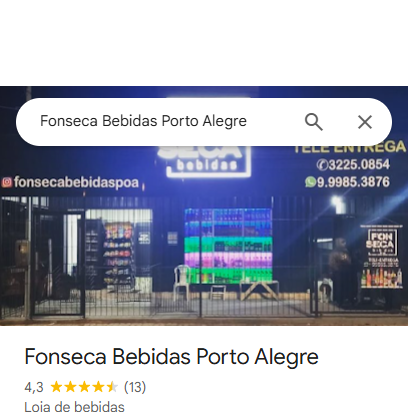 Fonseca Bebidas Porto Alegre
SECA
bebidas
TELE ENTREGA
3225.0854
9.9985.3876
fonsecabebidaspoa
FON
SECA
Fonseca Bebidas Porto Alegre
4,3 (13)
Loja de bebidas